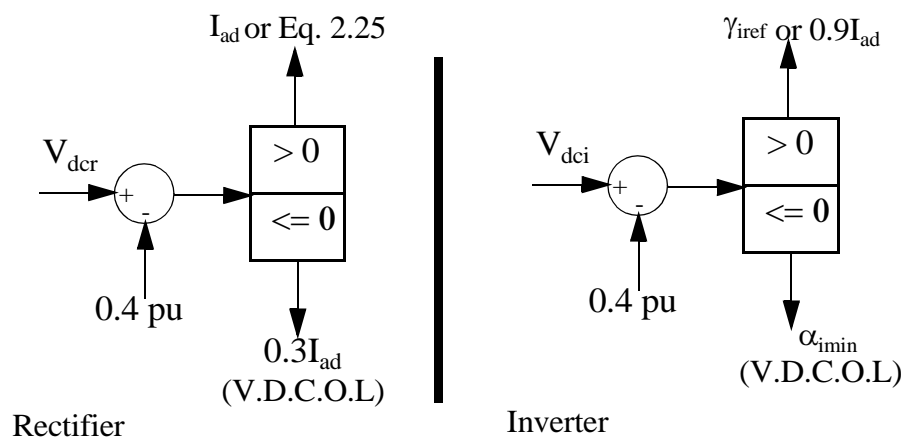 I_ad or Eq. 2.25
> 0
V_dcr
+
-
<= 0
0.4 pu
0.3I_ad
(V.D.C.O.L)
Rectifier
γ_iref or 0.9I_ad
> 0
V_dci
+
-
<= 0
0.4 pu
α_imin
(V.D.C.O.L)
Inverter